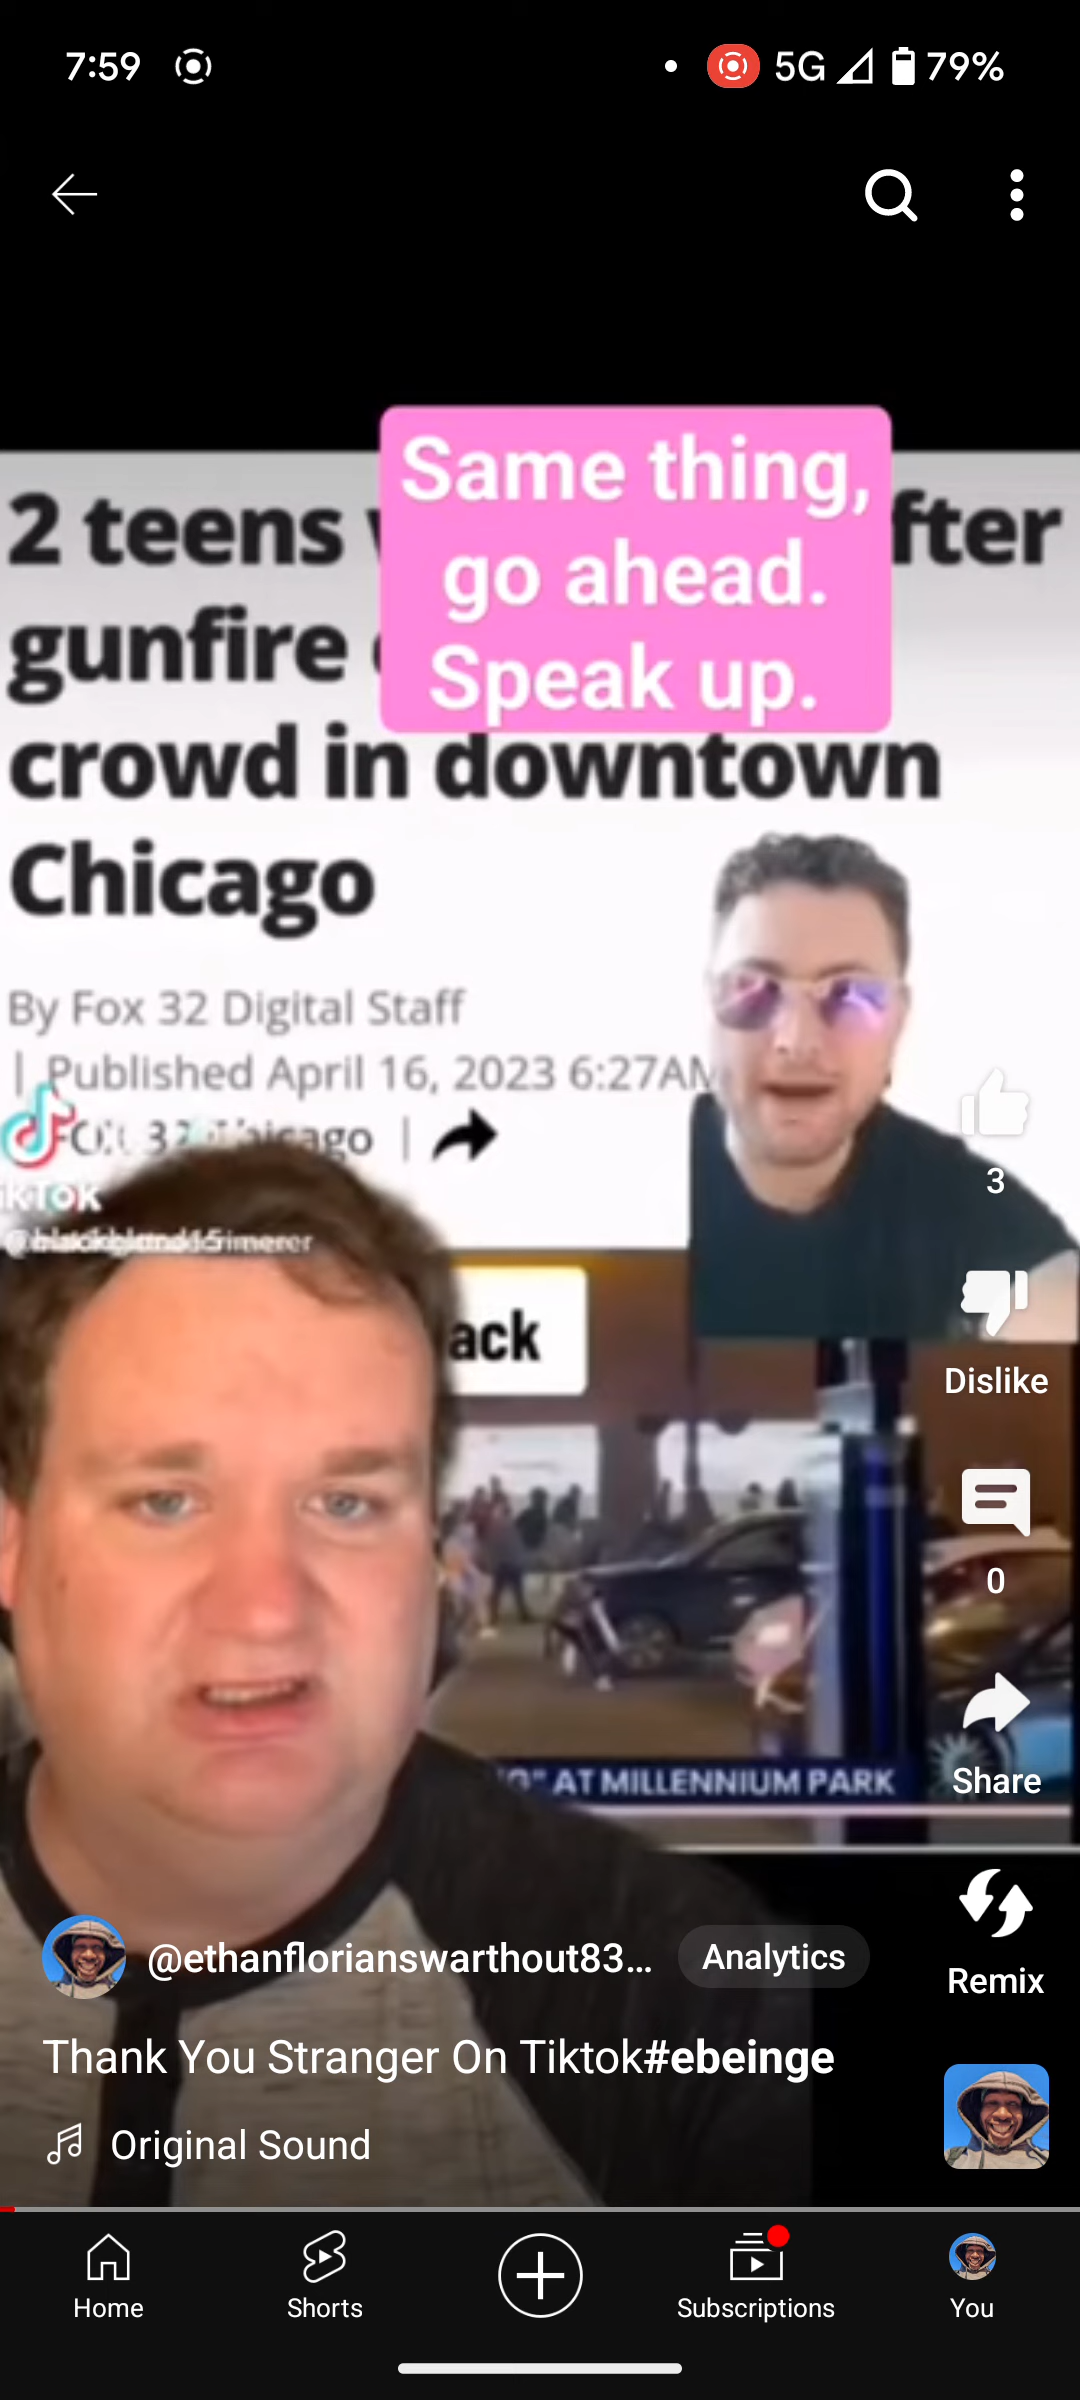 7:59
5G
79%
Same thing,
go ahead.
Speak up.
2 teens
fter
gunfire
crowd in downtown
Chicago
By Fox 32 Digital Staff
| Published April 16, 2023 6:27AM
|
3
ack
Dislike
0
AT MILLENNIUM PARK
Share
@ethanflorianswarthout83...
Analytics
Remix
Thank You Stranger On Tiktok#ebeinge
Original Sound
Home
Shorts
Subscriptions
You